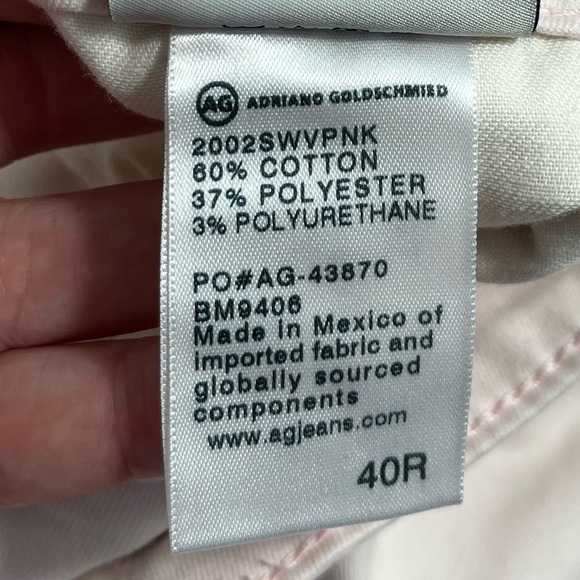 AG ADRIANO GOLDSCHMIED
2002SWVPNK
60% COTTON
37% POLYESTER
3% POLYURETHANE
PO#AG-43870
BM9406
Made in Mexico of
imported fabric and
globally sourced
components
www.agjeans.com
40R